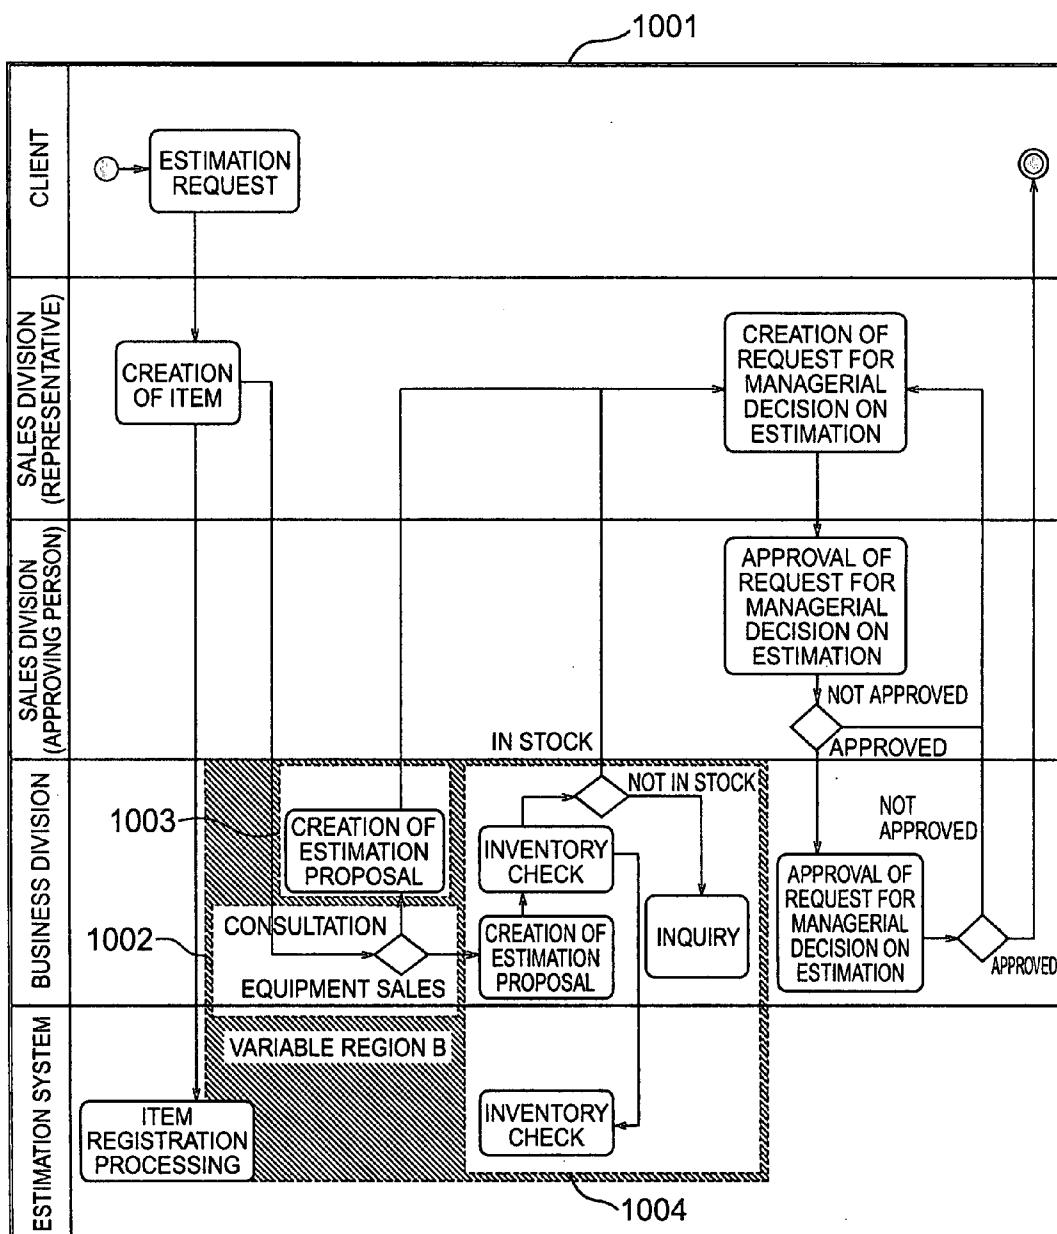 1001
CLIENT
ESTIMATION
REQUEST
SALES DIVISION
(REPRESENTATIVE)
CREATION
OF ITEM
CREATION OF
REQUEST FOR
MANAGERIAL
DECISION ON
ESTIMATION
SALES DIVISION
(APPROVING PERSON)
APPROVAL OF
REQUEST FOR
MANAGERIAL
DECISION ON
ESTIMATION
NOT APPROVED
APPROVED
IN STOCK
BUSINESS DIVISION
1003
CREATION OF
ESTIMATION
PROPOSAL
NOT IN STOCK
INVENTORY
CHECK
NOT
APPROVED
1002
CONSULTATION
EQUIPMENT SALES
CREATION OF
ESTIMATION
PROPOSAL
INQUIRY
APPROVAL OF
REQUEST FOR
MANAGERIAL
DECISION ON
ESTIMATION
APPROVED
ESTIMATION SYSTEM
VARIABLE REGION B
ITEM
REGISTRATION
PROCESSING
INVENTORY
CHECK
1004